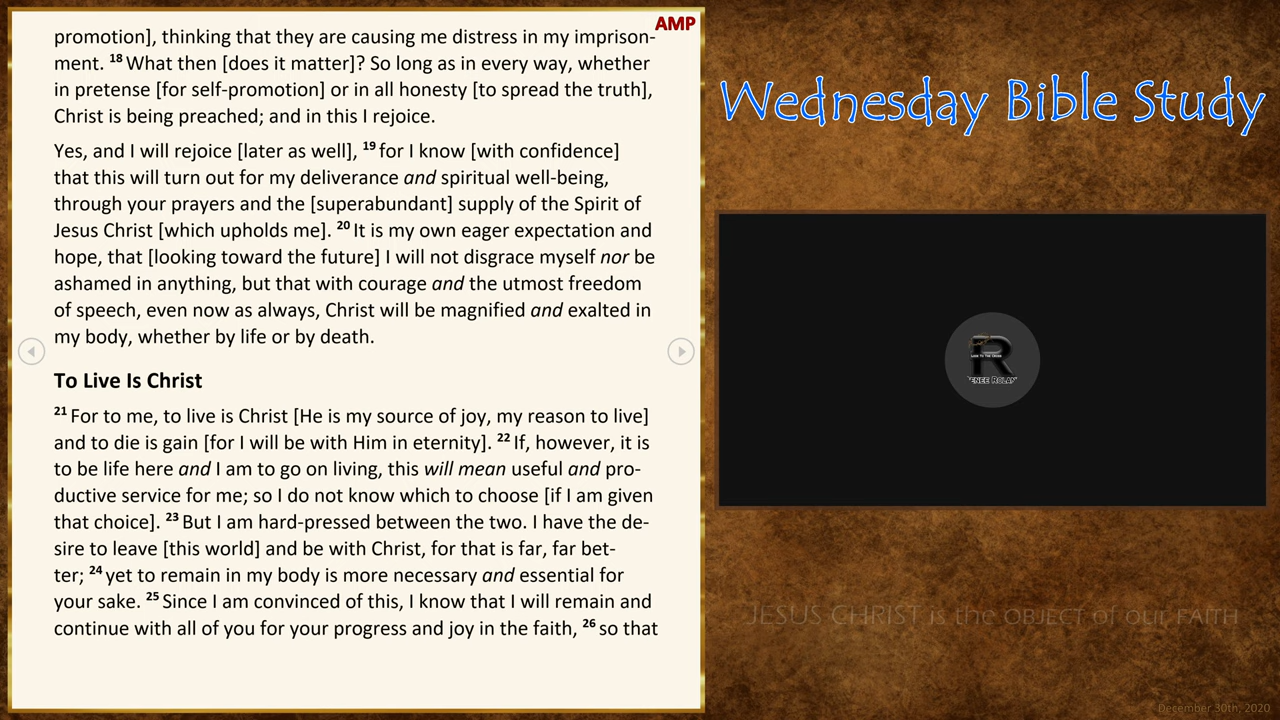 AMP
promotion], thinking that they are causing me distress in my imprison-
ment. 18 What then [does it matter]? So long as in every way, whether
in pretense [for self-promotion] or in all honesty [to spread the truth],
Christ is being preached; and in this I rejoice.
Yes, and I will rejoice [later as well], 19 for I know [with confidence]
that this will turn out for my deliverance and spiritual well-being,
through your prayers and the [superabundant] supply of the Spirit of
Jesus Christ [which upholds me]. 20 It is my own eager expectation and
hope, that [looking toward the future] I will not disgrace myself nor be
ashamed in anything, but that with courage and the utmost freedom
of speech, even now as always, Christ will be magnified and exalted in
my body, whether by life or by death.
To Live Is Christ
21 For to me, to live is Christ [He is my source of joy, my reason to live]
and to die is gain [for I will be with Him in eternity]. 22 If, however, it is
to be life here and I am to go on living, this will mean useful and pro-
ductive service for me; so I do not know which to choose [if I am given
that choice]. 23 But I am hard-pressed between the two. I have the de-
sire to leave [this world] and be with Christ, for that is far, far bet-
ter; 24 yet to remain in my body is more necessary and essential for
your sake. 25 Since I am convinced of this, I know that I will remain and
continue with all of you for your progress and joy in the faith, 26 so that
Wednesday Bible Study
R
JESUS CHRIST is the OBJECT of our FAITH
December 30th, 2020